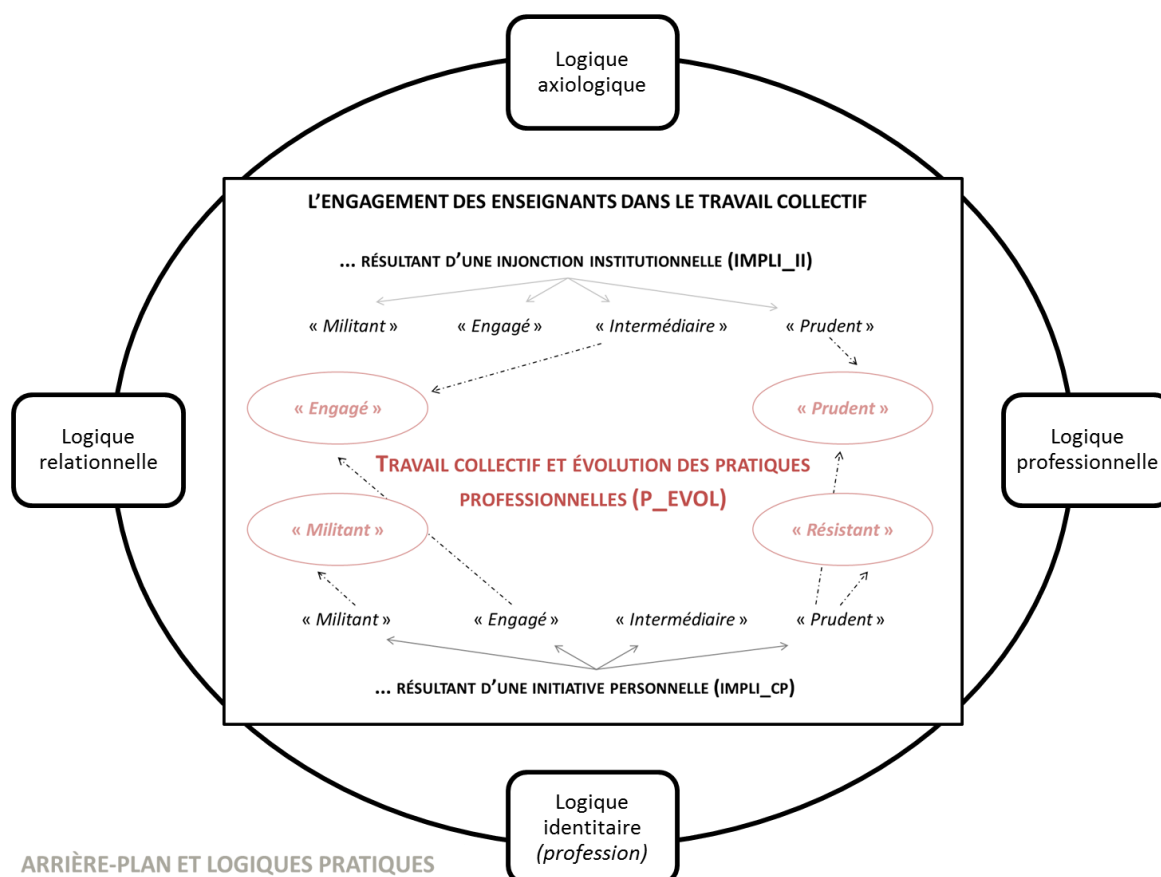 Logique
axiologique
L'ENGAGEMENT DES ENSEIGNANTS DANS LE TRAVAIL COLLECTIF
... RÉSULTANT D'UNE INJONCTION INSTITUTIONNELLE (IMPLI_II)
« Militant » « Engagé » « Intermédiaire » « Prudent »
« Engagé » « Prudent »
Logique
relationnelle
Logique
professionnelle
TRAVAIL COLLECTIF ET ÉVOLUTION DES PRATIQUES
PROFESSIONNELLES (P_EVOL)
« Militant » « Résistant »
« Militant » « Engagé » « Intermédiaire » « Prudent »
... RÉSULTANT D'UNE INITIATIVE PERSONNELLE (IMPLI_CP)
Logique
identitaire
(profession)
ARRIÈRE-PLAN ET LOGIQUES PRATIQUES